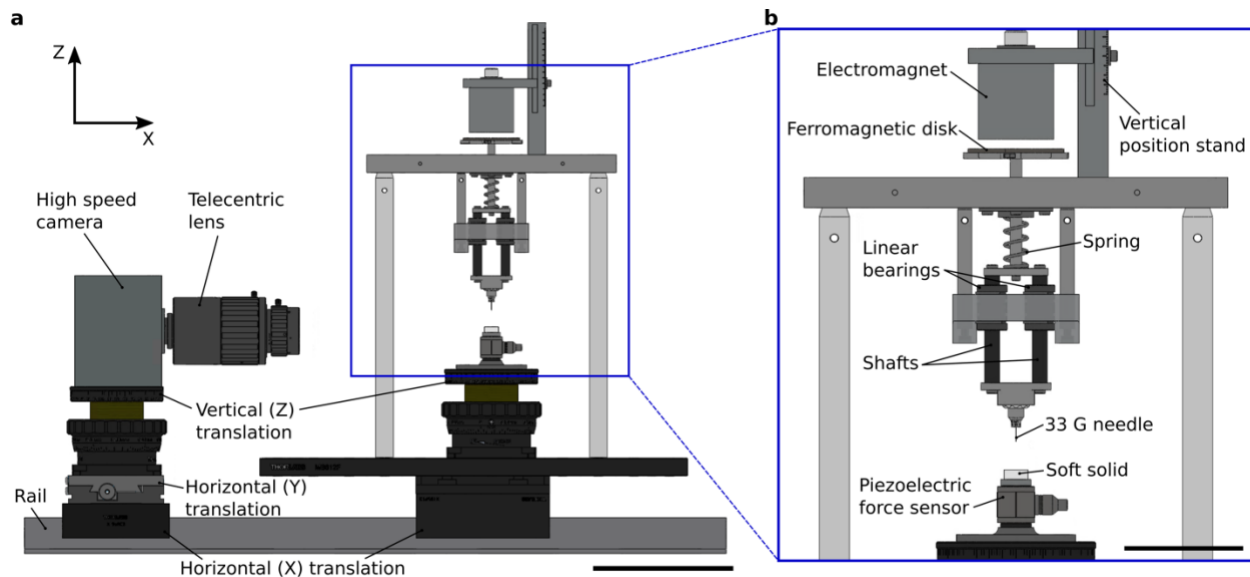 a
Z
X
High speed
camera
Telecentric
lens
Vertical (Z)
translation
Horizontal (Y)
translation
Rail
Horizontal (X) translation
b
Electromagnet
Ferromagnetic disk
Vertical
position stand
Spring
Linear
bearings
Shafts
33 G needle
Soft solid
Piezoelectric
force sensor